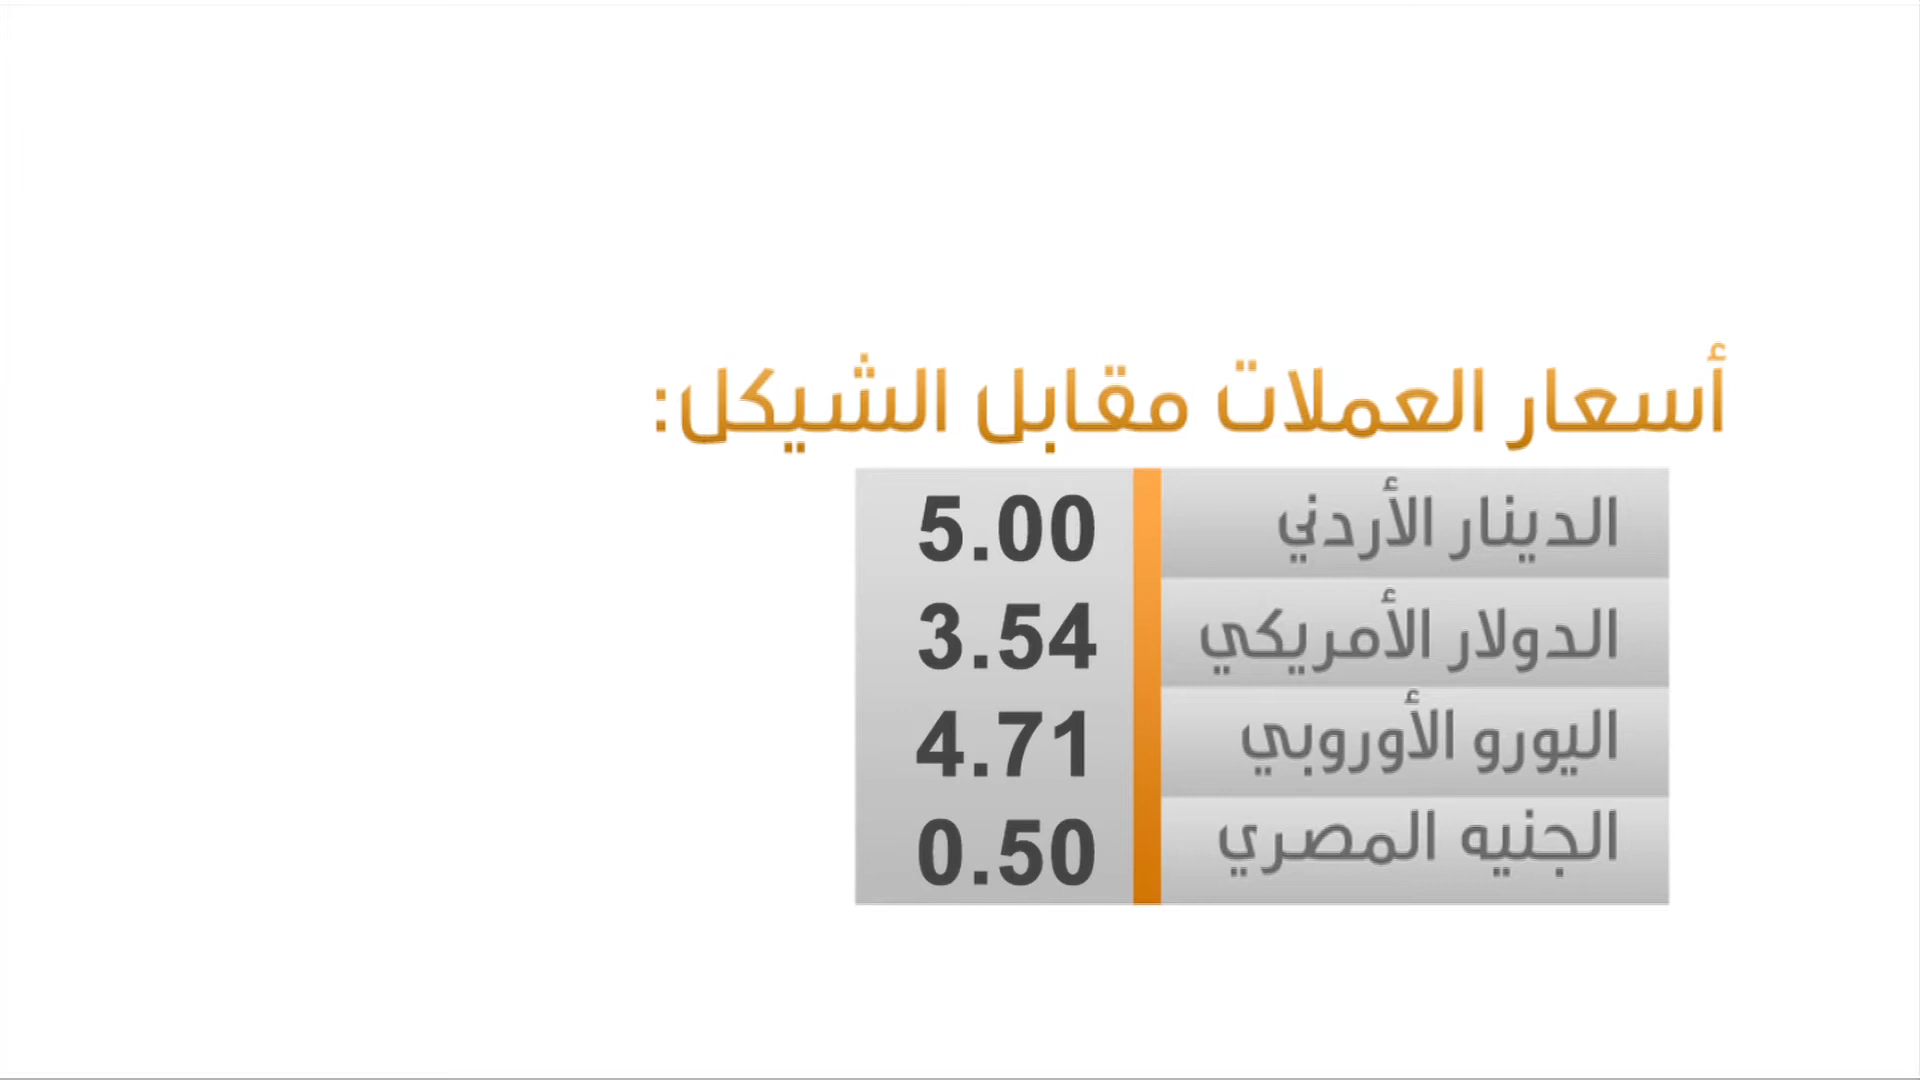 أسعار العملات مقابل الشيكل:
الدينار الأردني 5.00
الدولار الأمريكي 3.54
اليورو الأوروبي 4.71
الجنيه المصري 0.50